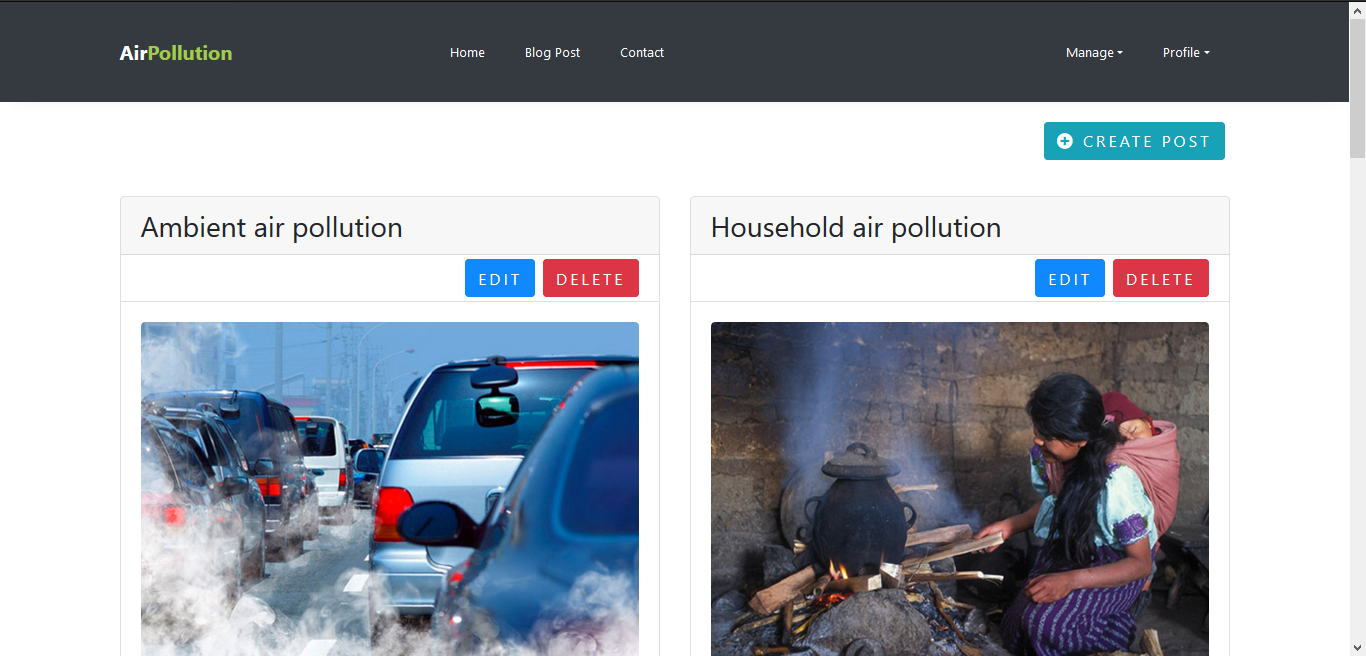 AirPollution Home Blog Post Contact Manage Profile
CREATE POST
Ambient air pollution
EDIT DELETE
Household air pollution
EDIT DELETE